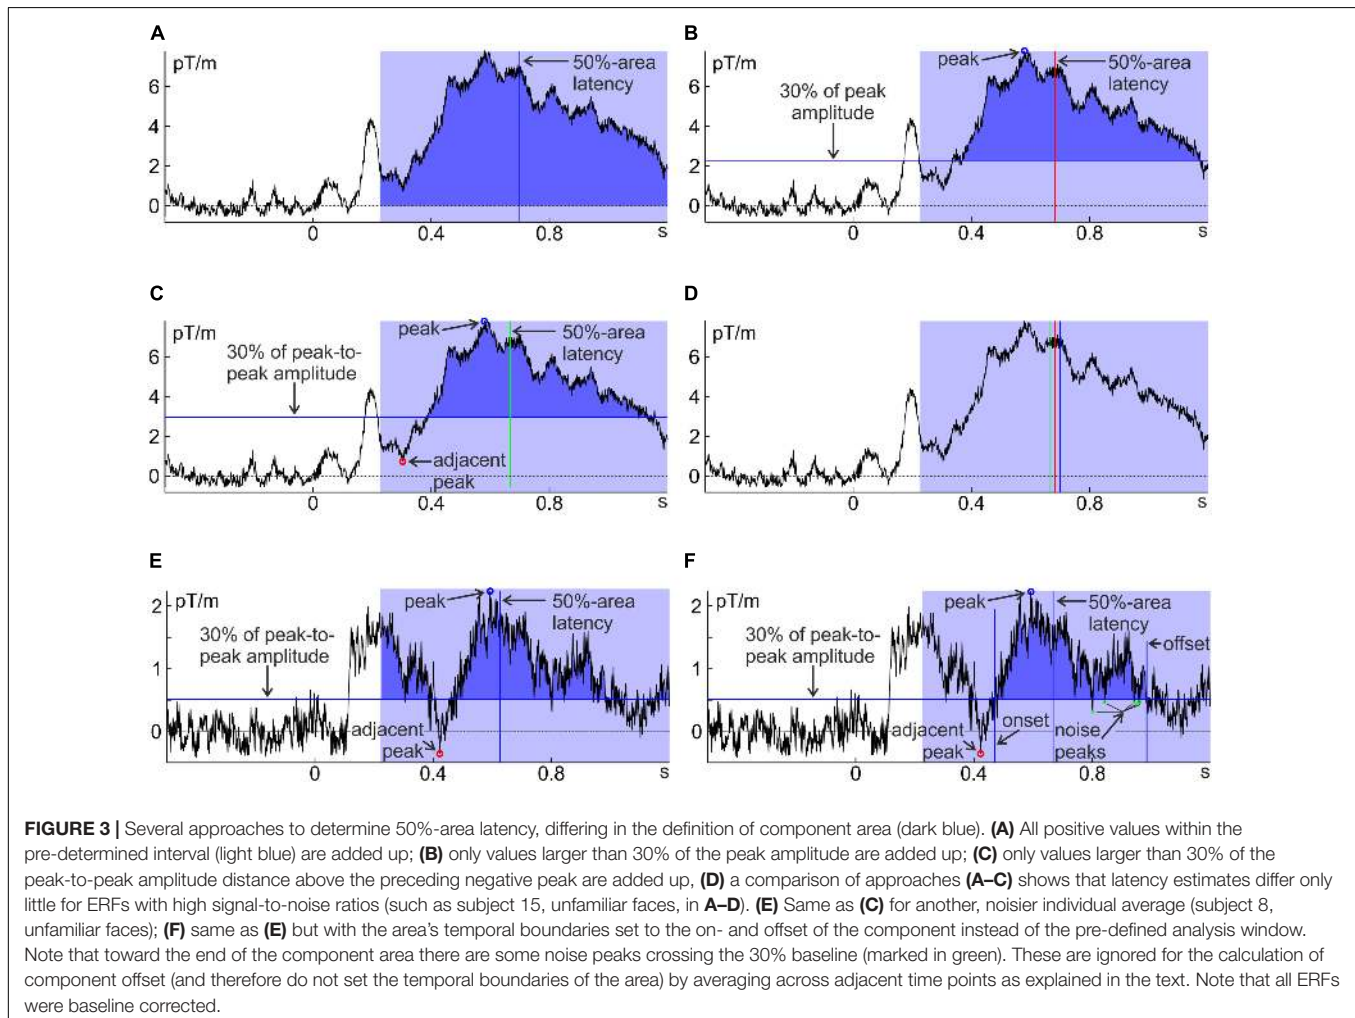 A
pT/m
6
4
2
0
50%-area
latency
0
0.4
0.8
s
B
pT/m
6
4
2
0
peak
50%-area
latency
30% of peak
amplitude
0
0.4
0.8
s
C
pT/m
6
4
2
0
peak
50%-area
latency
30% of peak-to-
peak amplitude
adjacent
peak
0
0.4
0.8
s
D
pT/m
6
4
2
0
0
0.4
0.8
s
E
pT/m
2
1
0
peak
50%-area
latency
30% of peak-to-
peak amplitude
adjacent
peak
0
0.4
0.8
s
F
pT/m
2
1
0
peak
50%-area
latency
offset
30% of peak-to-
peak amplitude
adjacent
peak
onset
noise
peaks
0
0.4
0.8
s
FIGURE 3 | Several approaches to determine 50%-area latency, differing in the definition of component area (dark blue). (A) All positive values within the
pre-determined interval (light blue) are added up; (B) only values larger than 30% of the peak amplitude are added up; (C) only values larger than 30% of the
peak-to-peak amplitude distance above the preceding negative peak are added up, (D) a comparison of approaches (A–C) shows that latency estimates differ only
little for ERFs with high signal-to-noise ratios (such as subject 15, unfamiliar faces, in A–D). (E) Same as (C) for another, noisier individual average (subject 8,
unfamiliar faces); (F) same as (E) but with the area's temporal boundaries set to the on- and offset of the component instead of the pre-defined analysis window.
Note that toward the end of the component area there are some noise peaks crossing the 30% baseline (marked in green). These are ignored for the calculation of
component offset (and therefore do not set the temporal boundaries of the area) by averaging across adjacent time points as explained in the text. Note that all ERFs
were baseline corrected.